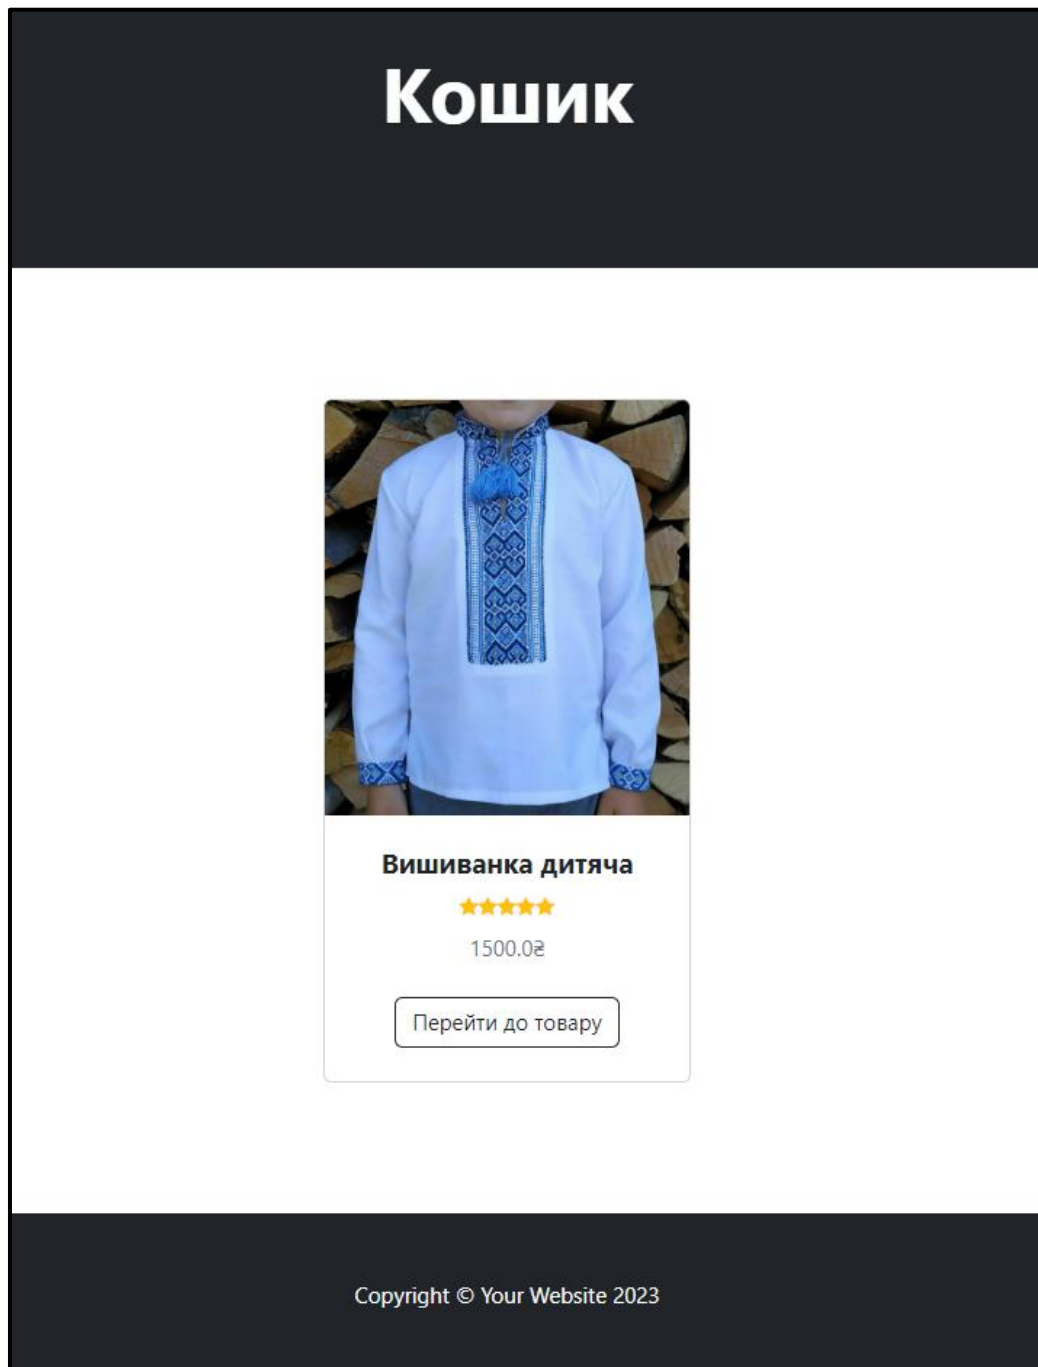 Кошик
Вишиванка дитяча
1500.0₴
Перейти до товару
Copyright © Your Website 2023